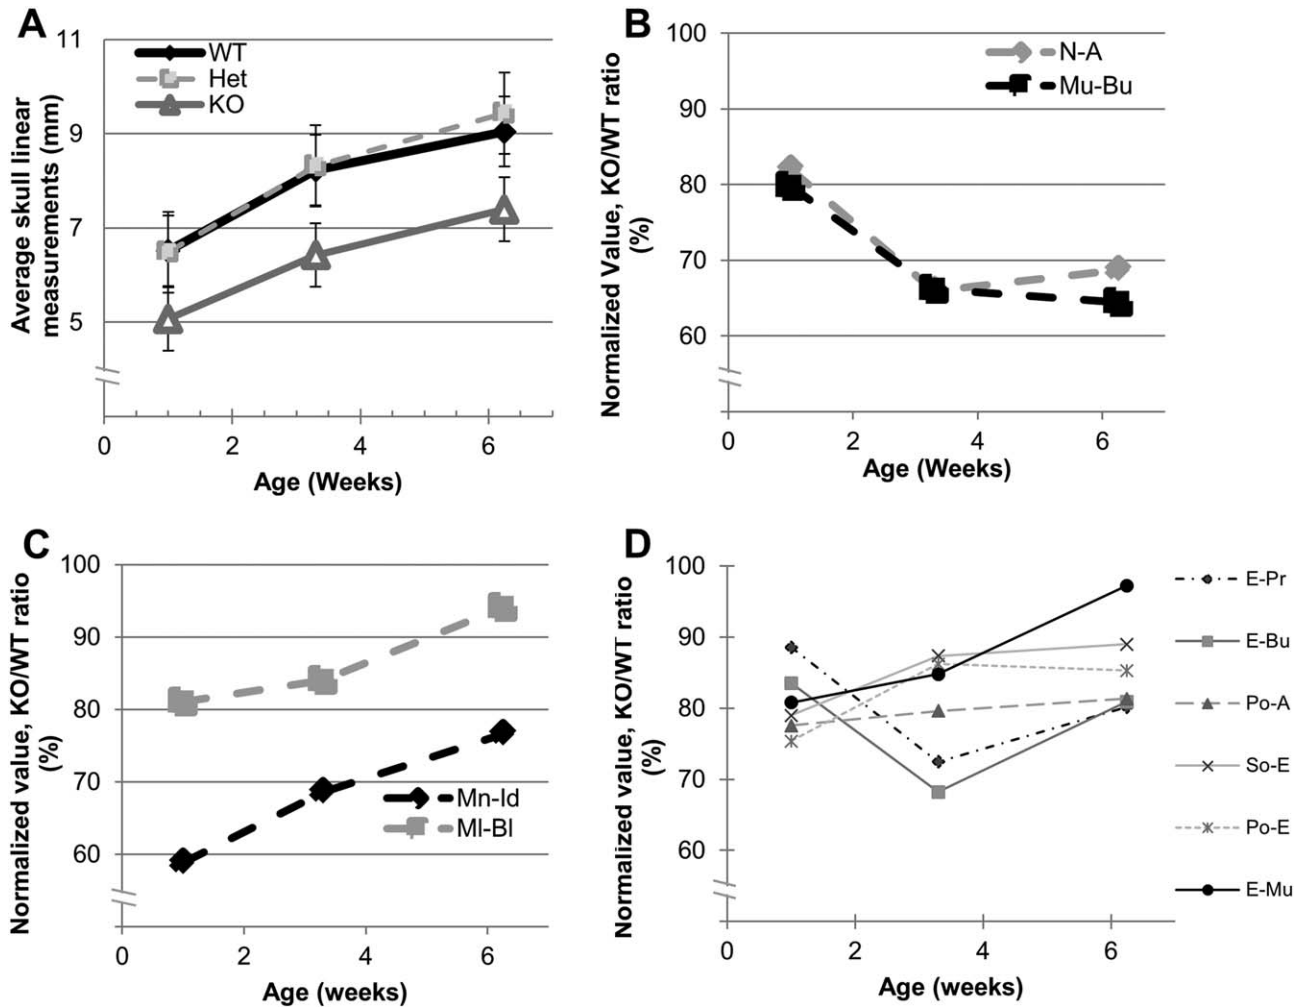 A
11
9
7
5
0
2
4
6
Average skull linear
measurements (mm)
Age (Weeks)
WT
Het
KO
B
100
90
80
70
60
0
2
4
6
Normalized Value, KO/WT ratio
(%)
Age (Weeks)
N-A
Mu-Bu
C
100
90
80
70
60
0
2
4
6
Normalized value, KO/WT ratio
(%)
Age (weeks)
Mn-Id
Ml-Bl
D
100
90
80
70
60
0
2
4
6
Normalized value, KO/WT ratio
(%)
Age (weeks)
E-Pr
E-Bu
Po-A
So-E
Po-E
E-Mu